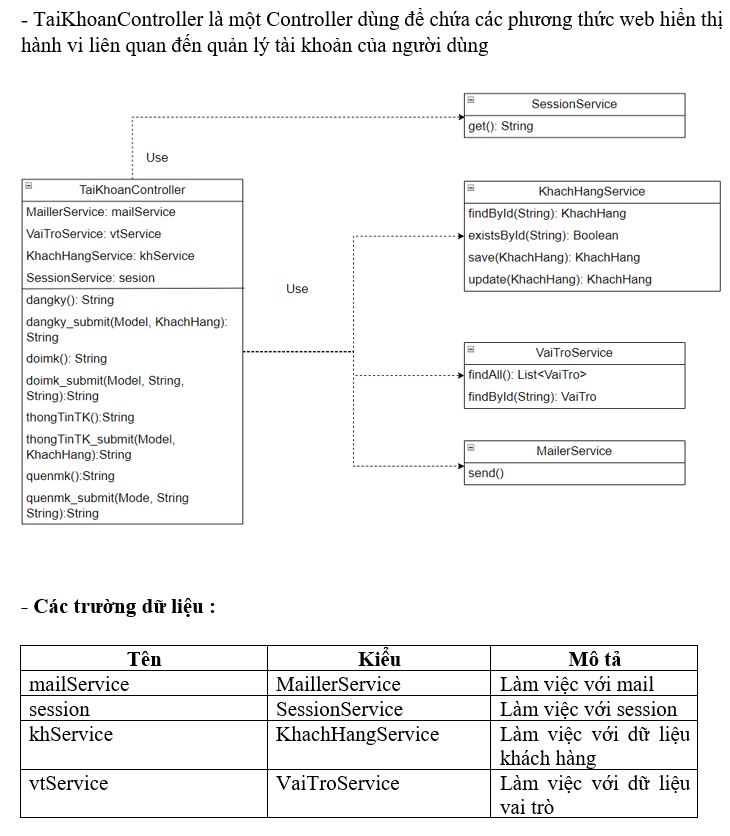 - TaiKhoanController là một Controller dùng để chứa các phương thức web hiển thị
hành vi liên quan đến quản lý tài khoản của người dùng
SessionService
get(): String
Use
TaiKhoanController
MaillerService: mailService
VaiTroService: vtService
KhachHangService: khService
SessionService: sesion
dangky(): String
dangky_submit(Model, KhachHang):
String
doimk(): String
doimk_submit(Model, String,
String):String
thongTinTK():String
thongTinTK_submit(Model,
KhachHang):String
quenmk():String
quenmk_submit(Mode, String
String):String
Use
KhachHangService
findById(String): KhachHang
existsById(String): Boolean
save(KhachHang): KhachHang
update(KhachHang): KhachHang
VaiTroService
findAll(): List<VaiTro>
findById(String): VaiTro
MailerService
send()
- Các trường dữ liệu :
Tên Kiểu Mô tả
mailService MaillerService Làm việc với mail
session SessionService Làm việc với session
khService KhachHangService Làm việc với dữ liệu
khách hàng
vtService VaiTroService Làm việc với dữ liệu
vai trò